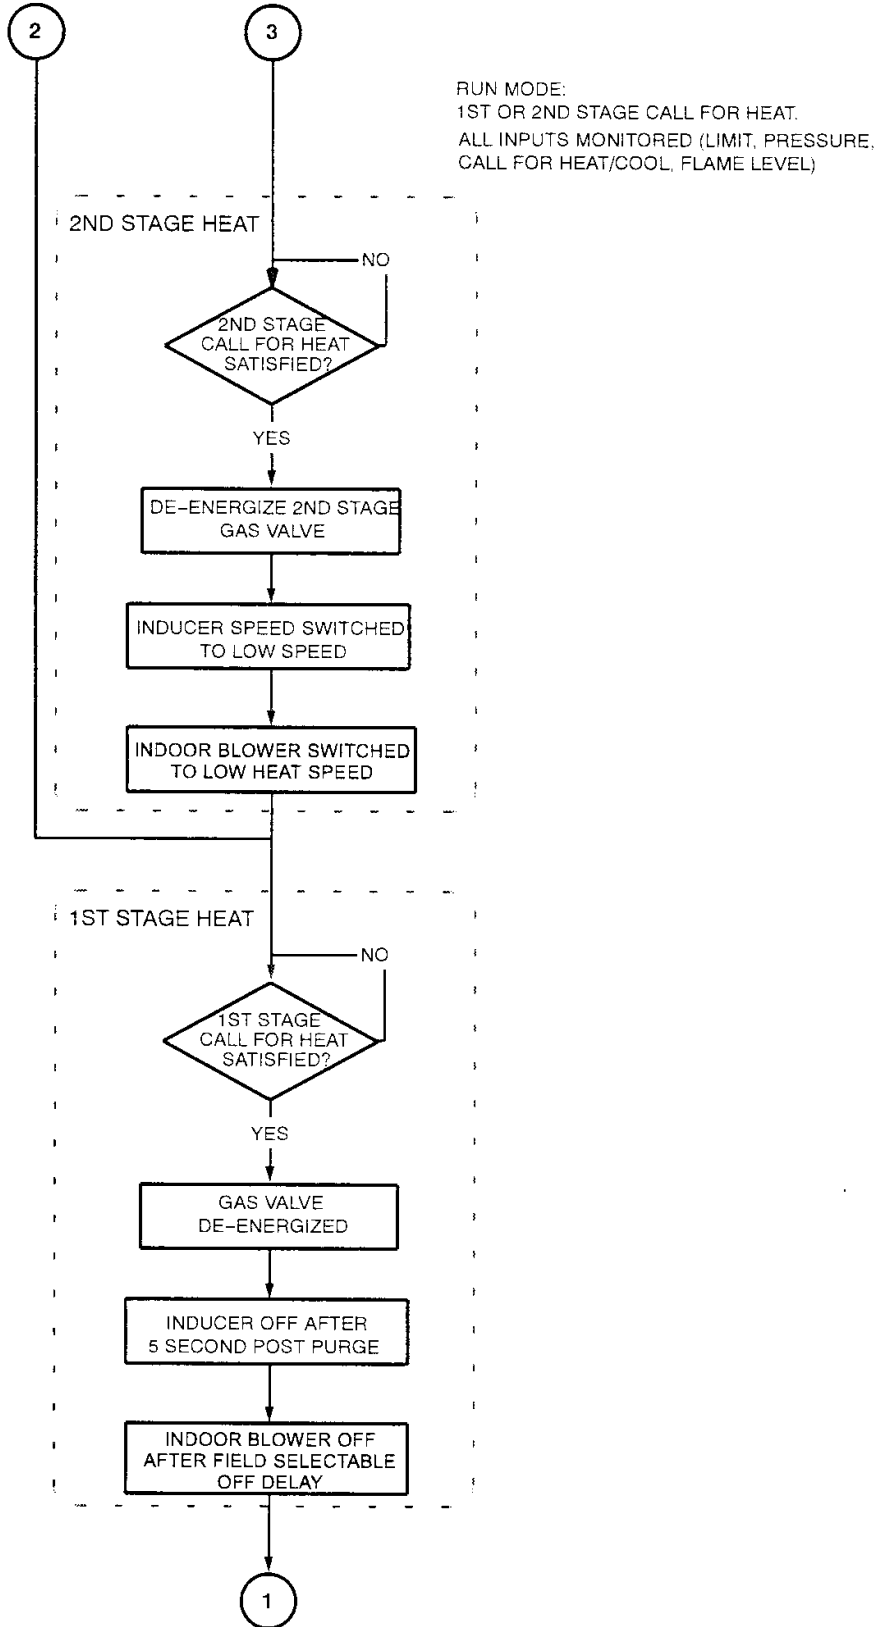 2
3
RUN MODE:
1ST OR 2ND STAGE CALL FOR HEAT.
ALL INPUTS MONITORED (LIMIT, PRESSURE,
CALL FOR HEAT/COOL, FLAME LEVEL)
2ND STAGE HEAT
NO
2ND STAGE
CALL FOR HEAT
SATISFIED?
YES
DE-ENERGIZE 2ND STAGE
GAS VALVE
INDUCER SPEED SWITCHED
TO LOW SPEED
INDOOR BLOWER SWITCHED
TO LOW HEAT SPEED
1ST STAGE HEAT
NO
1ST STAGE
CALL FOR HEAT
SATISFIED?
YES
GAS VALVE
DE-ENERGIZED
INDUCER OFF AFTER
5 SECOND POST PURGE
INDOOR BLOWER OFF
AFTER FIELD SELECTABLE
OFF DELAY
1